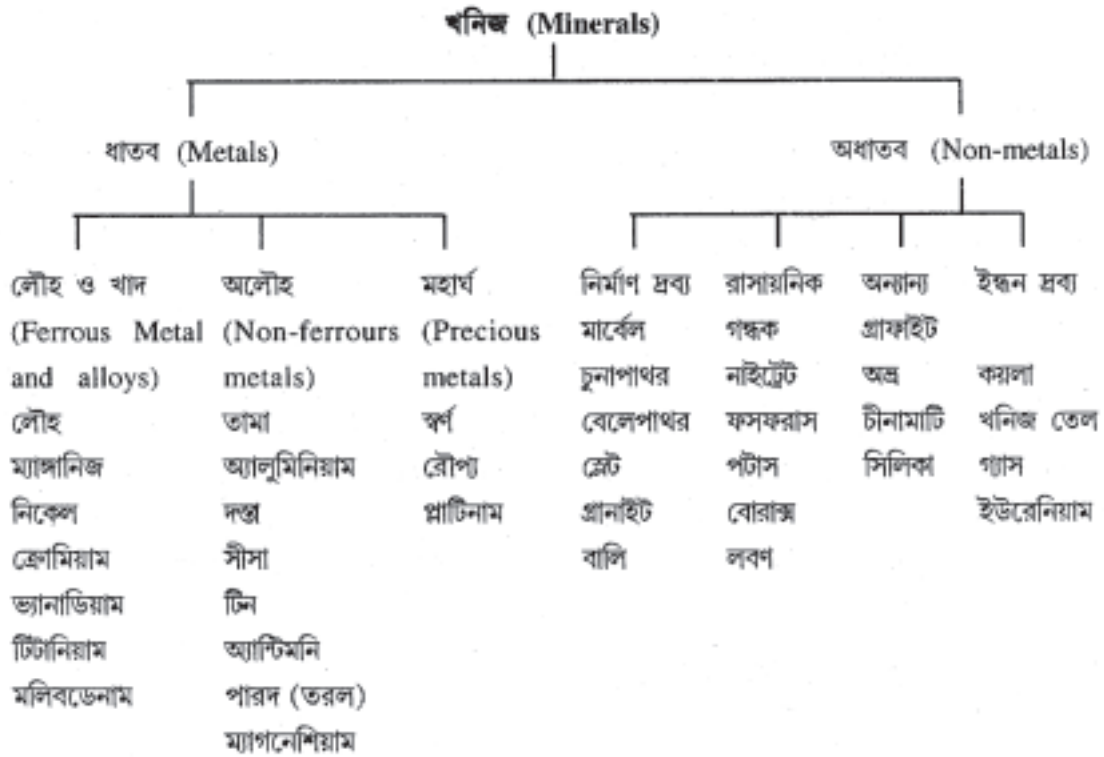 খনিজ (Minerals)
ধাতব (Metals)
অধাতব (Non-metals)
লৌহ ও খাদ
(Ferrous Metal
and alloys)
লৌহ
ম্যাঙ্গানিজ
নিকেল
ক্রোমিয়াম
ভ্যানাডিয়াম
টিটানিয়াম
মলিবডেনাম
অলৌহ
(Non-ferrours
metals)
তামা
অ্যালুমিনিয়াম
দস্তা
সীসা
টিন
অ্যান্টিমনি
পারদ (তরল)
ম্যাগনেশিয়াম
মহার্ঘ
(Precious
metals)
স্বর্ণ
রৌপ্য
প্লাটিনাম
নির্মাণ দ্রব্য
মার্বেল
চুনাপাথর
বেলেপাথর
স্লেট
গ্রানাইট
বালি
রাসায়নিক
গন্ধক
নাইট্রেট
ফসফরাস
পটাস
বোরাক্স
লবণ
অন্যান্য
গ্রাফাইট
অভ্র
চীনামাটি
সিলিকা
ইন্ধন দ্রব্য
কয়লা
খনিজ তেল
গ্যাস
ইউরেনিয়াম